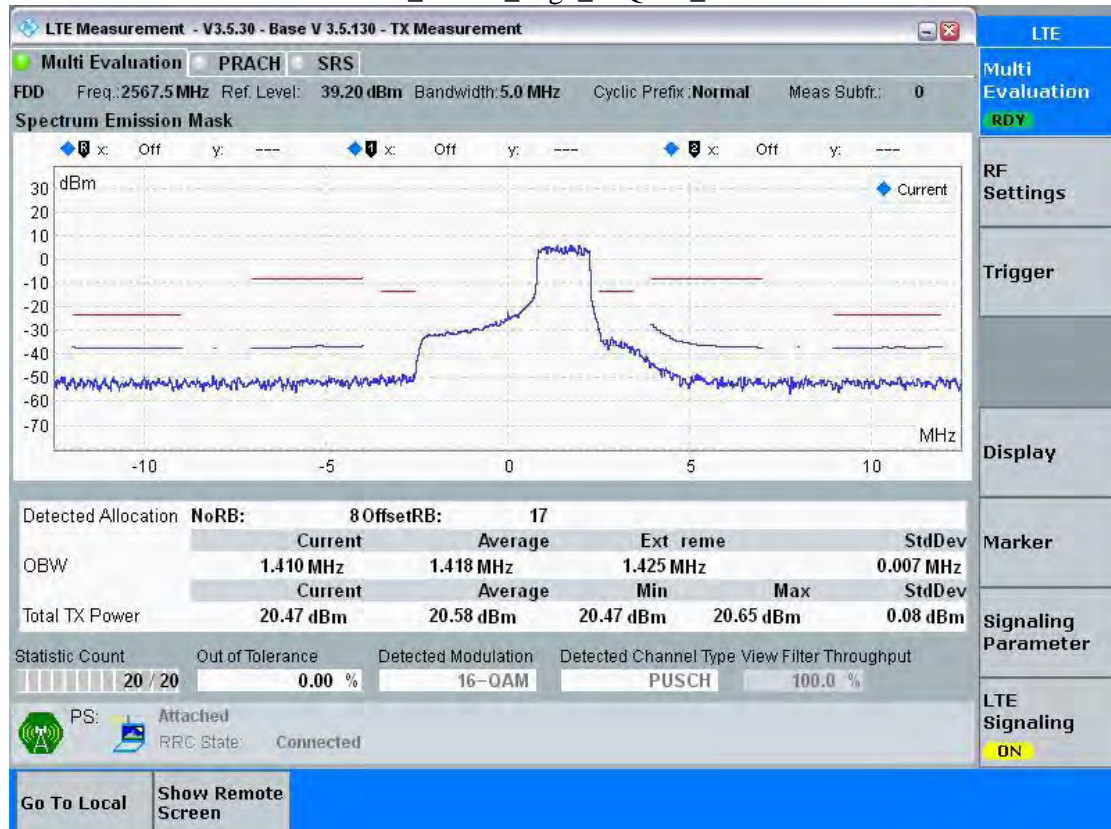 LTE Measurement - V3.5.30 - Base V 3.5.130 - TX Measurement
Multi Evaluation PRACH SRS
FDD Freq.:2567.5 MHz Ref. Level: 39.20 dBm Bandwidth:5.0 MHz Cyclic Prefix :Normal Meas Subfr.: 0
Spectrum Emission Mask
R x: Off y: --- 1 x: Off y: --- 2 x: Off y: ---
dBm
Current
30
20
10
0
-10
-20
-30
-40
-50
-60
-70
MHz
-10 -5 0 5 10
Detected Allocation NoRB: 8 OffsetRB: 17
Current Average Ext reme StdDev
OBW 1.410 MHz 1.418 MHz 1.425 MHz 0.007 MHz
Current Average Min Max StdDev
Total TX Power 20.47 dBm 20.58 dBm 20.47 dBm 20.65 dBm 0.08 dBm
Statistic Count Out of Tolerance Detected Modulation Detected Channel Type View Filter Throughput
20 / 20 0.00 % 16-QAM PUSCH 100.0 %
PS: Attached
RRC State: Connected
Go To Local
Show Remote Screen
LTE
Multi Evaluation
RDY
RF Settings
Trigger
Display
Marker
Signaling Parameter
LTE Signaling
ON